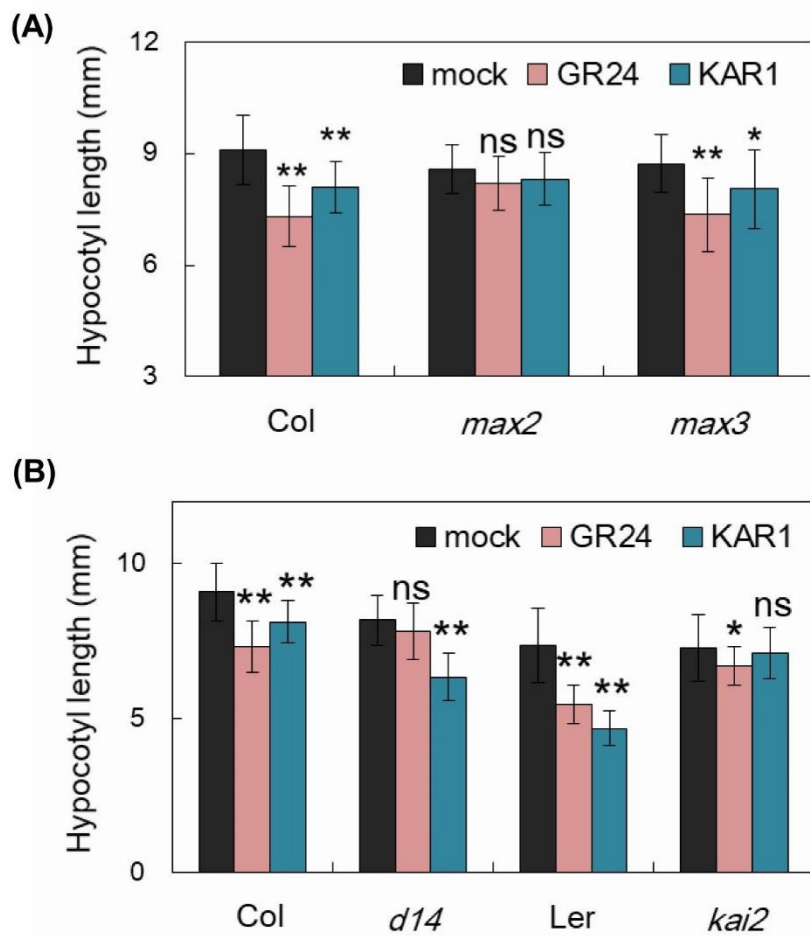 (A)
12
mock GR24 KAR1
Hypocotyl length (mm)
9
** ** ns ns ** *
6
3
Col max2 max3
(B)
mock GR24 KAR1
Hypocotyl length (mm)
10
** ** ns ** ** ** * ns
5
0
Col d14 Ler kai2